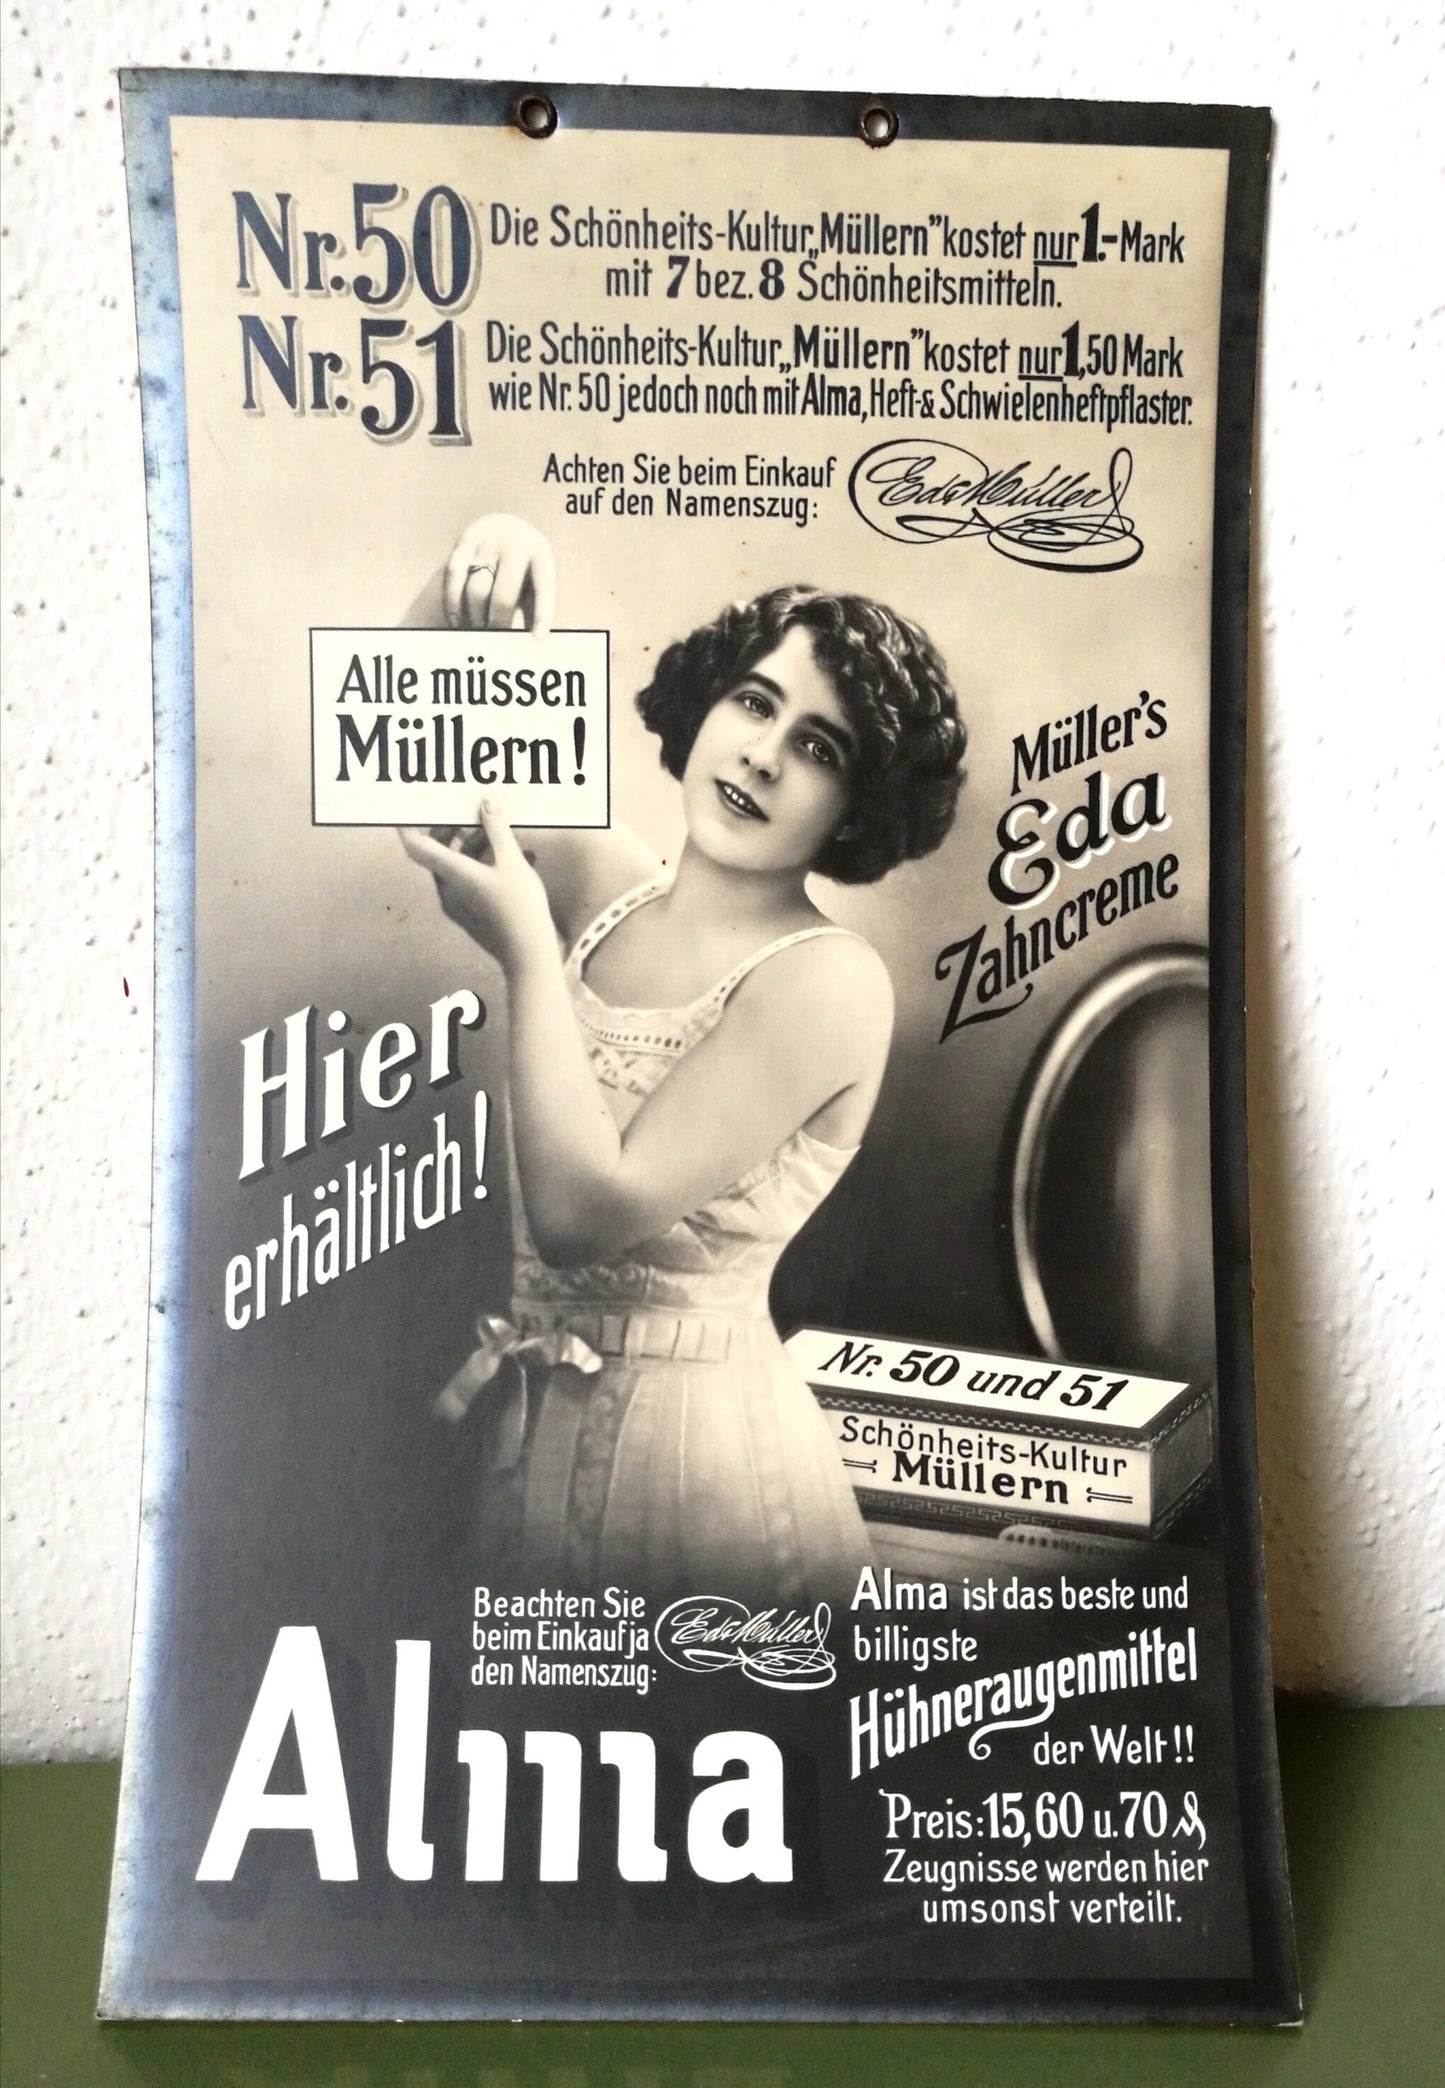 Nr. 50
Die Schönheits-Kultur „Müllern” kostet nur 1.- Mark
mit 7 bez. 8 Schönheitsmitteln.
Nr. 51
Die Schönheits-Kultur „Müllern” kostet nur 1,50 Mark
wie Nr. 50 jedoch noch mit Alma, Heft- & Schwielenheftpflaster.
Achten Sie beim Einkauf
auf den Namenszug:
Ed. Müller
Alle müssen
Müllern!
Müller's
Eda
Zahncreme
Hier
erhältlich!
Nr. 50 und 51
Schönheits-Kultur
Müllern
Beachten Sie
beim Einkauf ja
den Namenszug:
Ed. Müller
Alma
Alma ist das beste und
billigste
Hühneraugenmittel
der Welt!!
Preis: 15, 60 u. 70 ₰
Zeugnisse werden hier
umsonst verteilt.